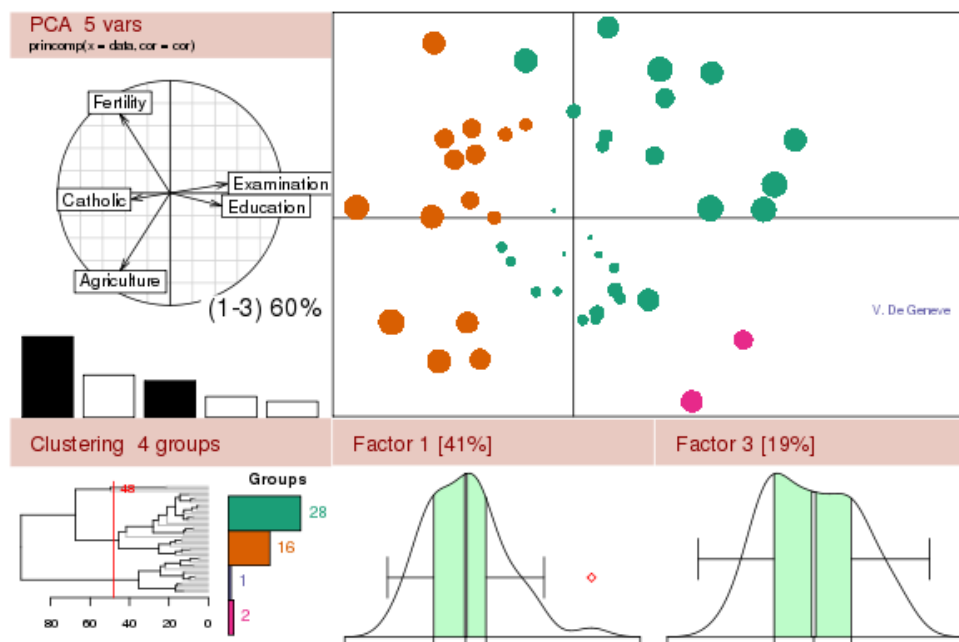 PCA 5 vars
princomp(x = data, cor = cor)
Fertility
Examination
Catholic
Education
Agriculture
(1-3) 60%
V. De Geneve
Clustering 4 groups
Factor 1 [41%]
Factor 3 [19%]
Groups
48
28
16
1
2
80 60 40 20 0